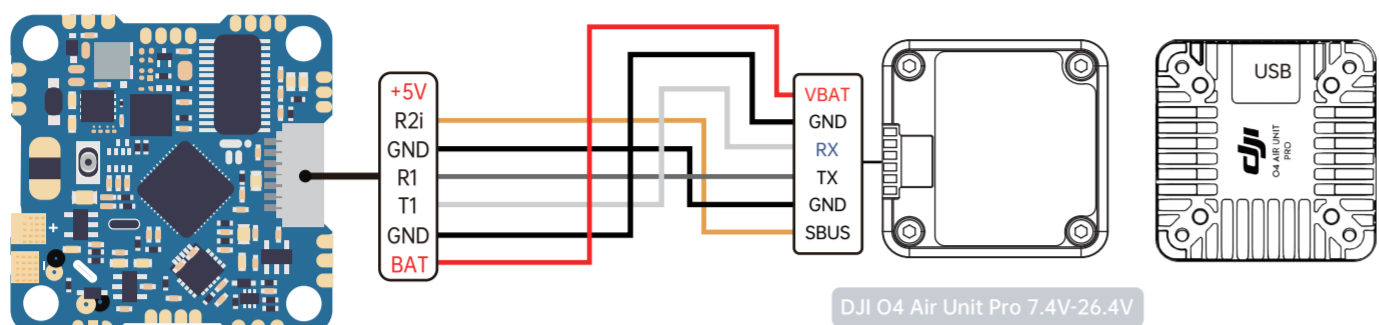 +5V
R2i
GND
R1
T1
GND
BAT
VBAT
GND
RX
TX
GND
SBUS
USB
dji
O4 AIR UNIT
PRO
+
DJI O4 Air Unit Pro 7.4V-26.4V